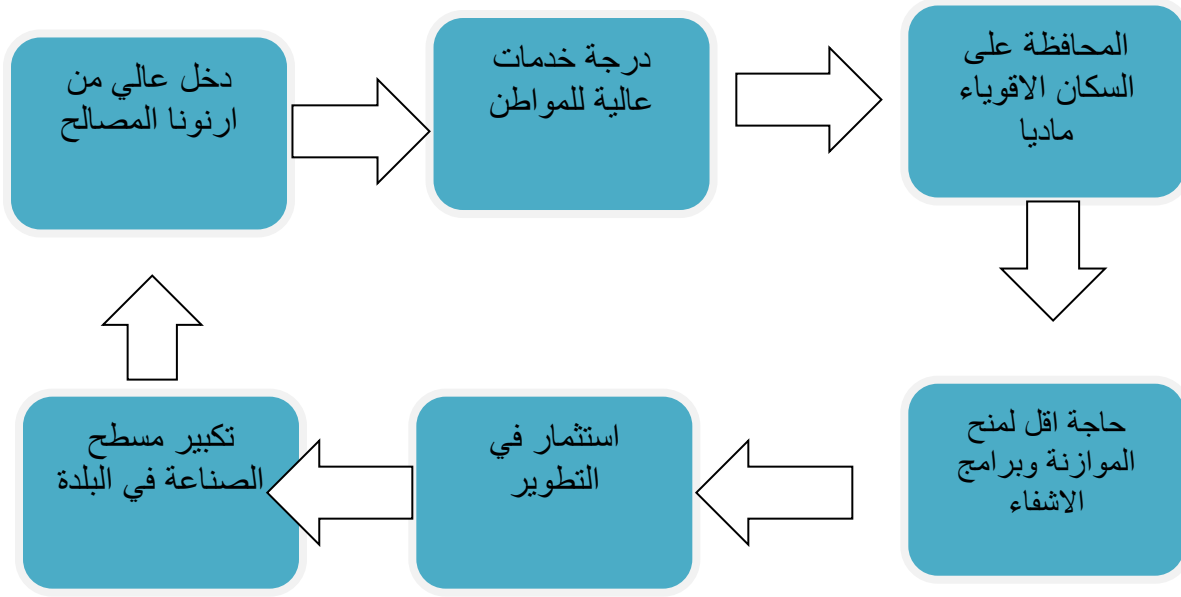 دخل عالي من
ارنونا المصالح
درجة خدمات
عالية للمواطن
المحافظة على
السكان الاقوياء
ماديا
حاجة اقل لمنح
الموازنة وبرامج
الاشفاء
استثمار في
التطوير
تكبير مسطح
الصناعة في البلدة